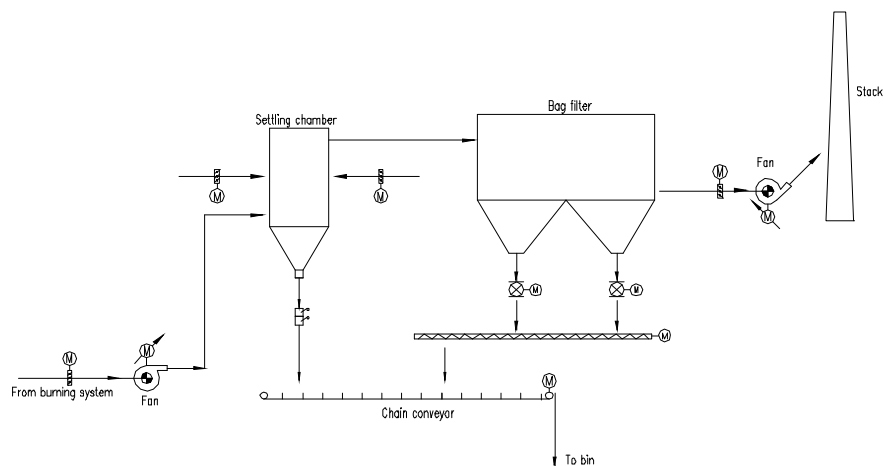 Stack
Bag filter
Settling chamber
Fan
M
M
M
M
M
M
M
M
M
From burning system
Fan
M
Chain conveyor
To bin